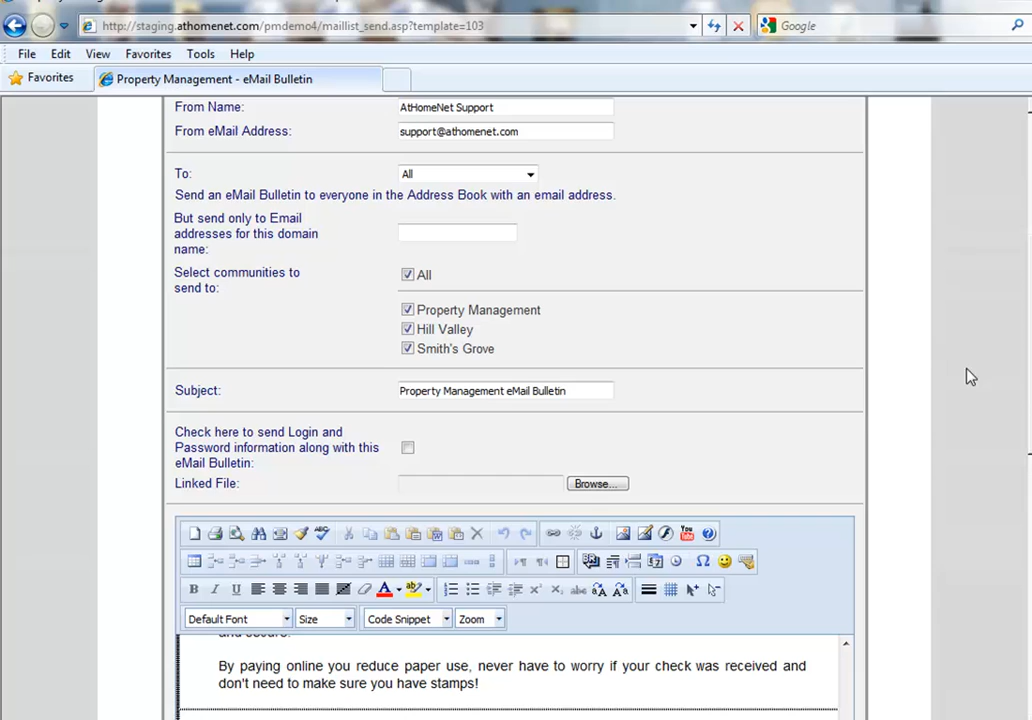 http://staging.athomenet.com/pmdemo4/maillist_send.asp?template=103
Google
File Edit View Favorites Tools Help
Favorites
Property Management - eMail Bulletin
From Name:
AtHomeNet Support
From eMail Address:
support@athomenet.com
To:
All
Send an eMail Bulletin to everyone in the Address Book with an email address.
But send only to Email
addresses for this domain
name:
Select communities to
send to:
All
Property Management
Hill Valley
Smith's Grove
Subject:
Property Management eMail Bulletin
Check here to send Login and
Password information along with this
eMail Bulletin:
Linked File:
Browse...
You Tube
B I U A ab
Default Font Size Code Snippet Zoom
and secure.
By paying online you reduce paper use, never have to worry if your check was received and
don't need to make sure you have stamps!